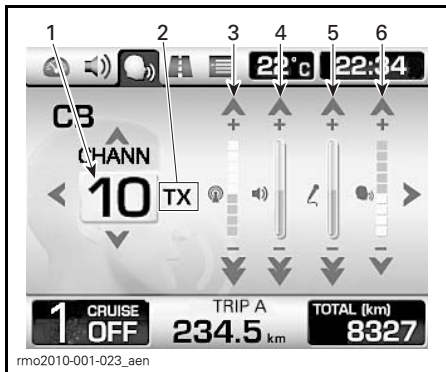 1 2 3 4 5 6
22°c 22:34
CB
CHANN
10 TX
+ + + +
- - - -
1 CRUISE OFF
TRIP A
234.5 km
TOTAL (km)
8327
rmo2010-001-023_aen